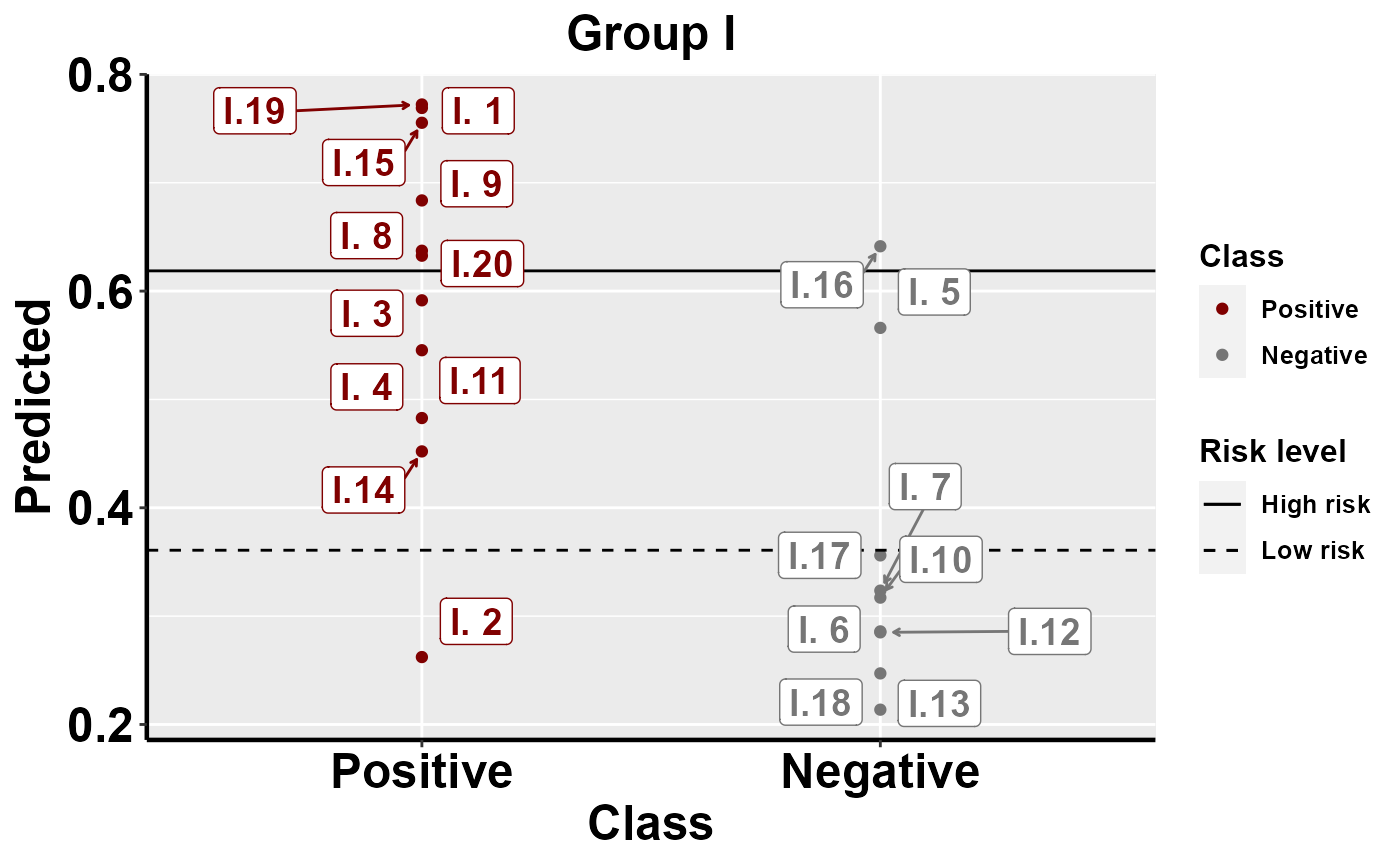 Group I
0.8
0.6
0.4
0.2
Predicted
I.19
I. 1
I.15
I. 9
I. 8
I.20
I. 3
I.11
I. 4
I.14
I. 2
I.16
I. 5
I. 7
I.17
I.10
I. 6
I.12
I.18
I.13
Positive
Negative
Class
Class
Positive
Negative
Risk level
High risk
Low risk